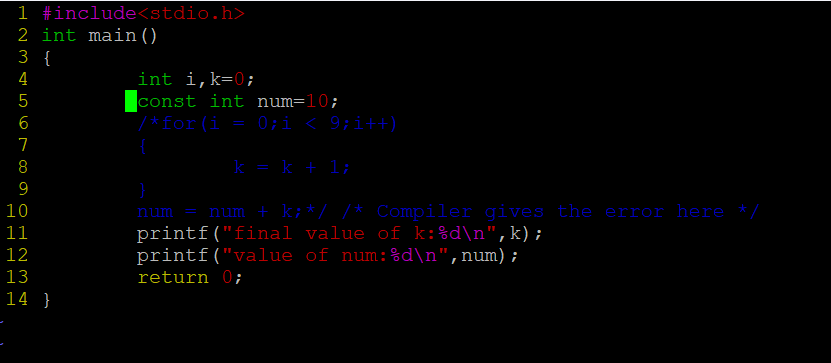 1 #include<stdio.h>
2 int main()
3 {
4 int i,k=0;
5 const int num=10;
6 /*for(i = 0;i < 9;i++)
7 {
8 k = k + 1;
9 }
10 num = num + k;*/ /* Compiler gives the error here */
11 printf("final value of k:%d\n",k);
12 printf("value of num:%d\n",num);
13 return 0;
14 }
~
~